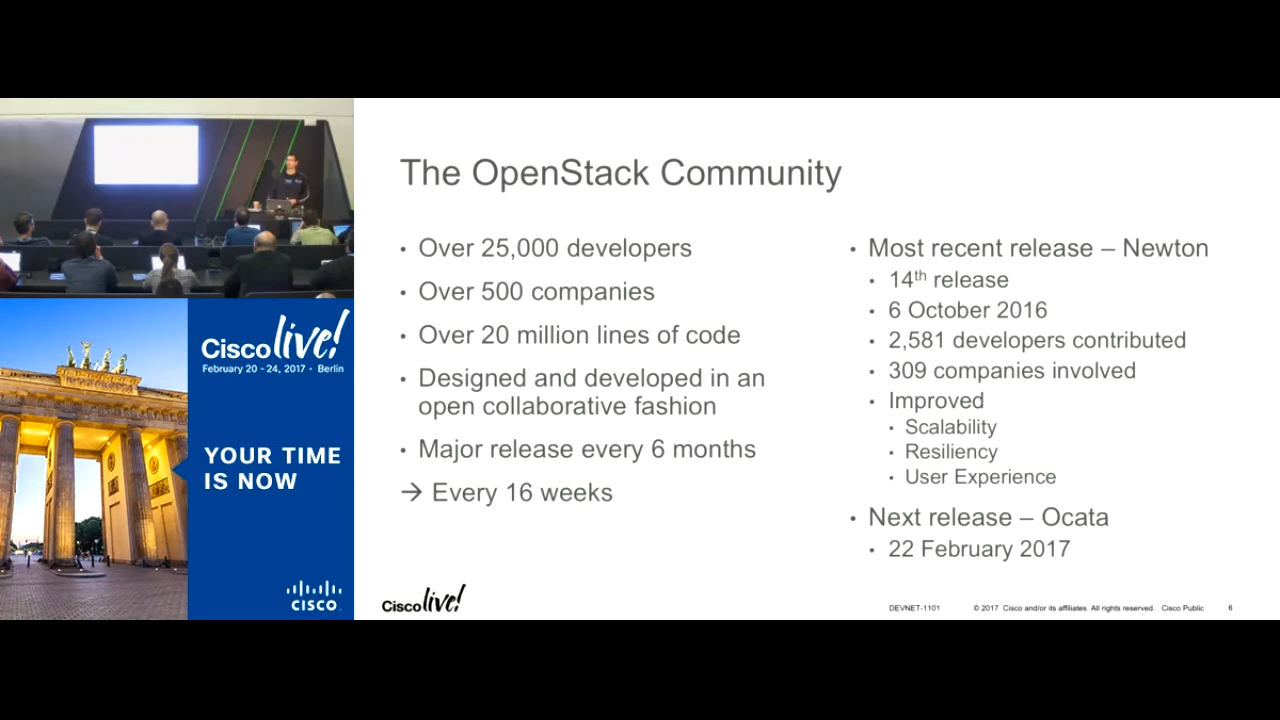 Cisco live!
February 20 - 24, 2017 • Berlin
YOUR TIME
IS NOW
CISCO
The OpenStack Community
• Over 25,000 developers
• Over 500 companies
• Over 20 million lines of code
• Designed and developed in an
open collaborative fashion
• Major release every 6 months
→ Every 16 weeks
• Most recent release – Newton
• 14th release
• 6 October 2016
• 2,581 developers contributed
• 309 companies involved
• Improved
• Scalability
• Resiliency
• User Experience
• Next release – Ocata
• 22 February 2017
Cisco live!
DEVNET-1101 © 2017 Cisco and/or its affiliates. All rights reserved. Cisco Public 6